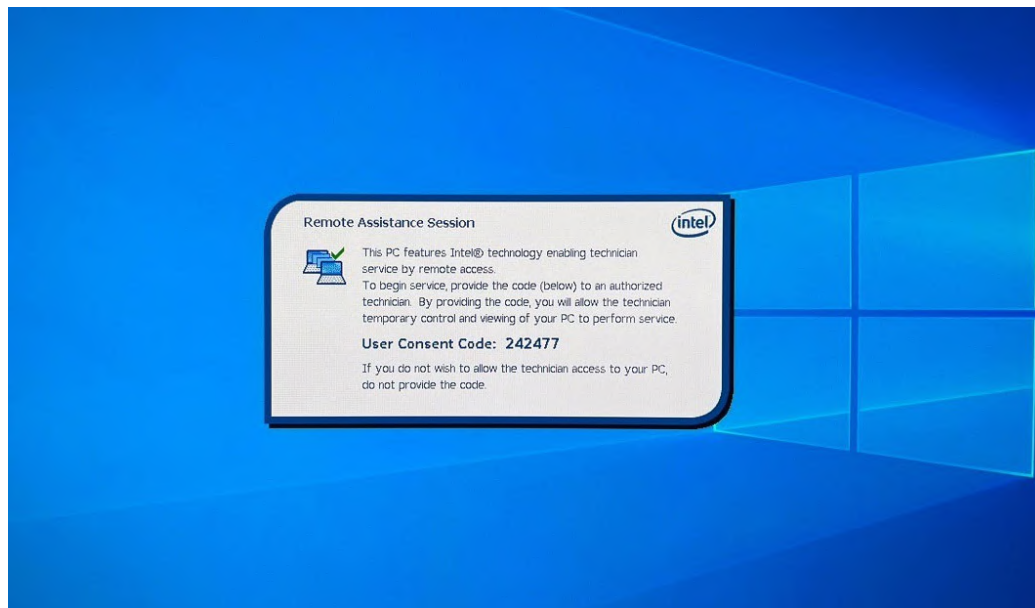 Remote Assistance Session
intel
This PC features Intel® technology enabling technician
service by remote access.
To begin service, provide the code (below) to an authorized
technician. By providing the code, you will allow the technician
temporary control and viewing of your PC to perform service.
User Consent Code: 242477
If you do not wish to allow the technician access to your PC,
do not provide the code.